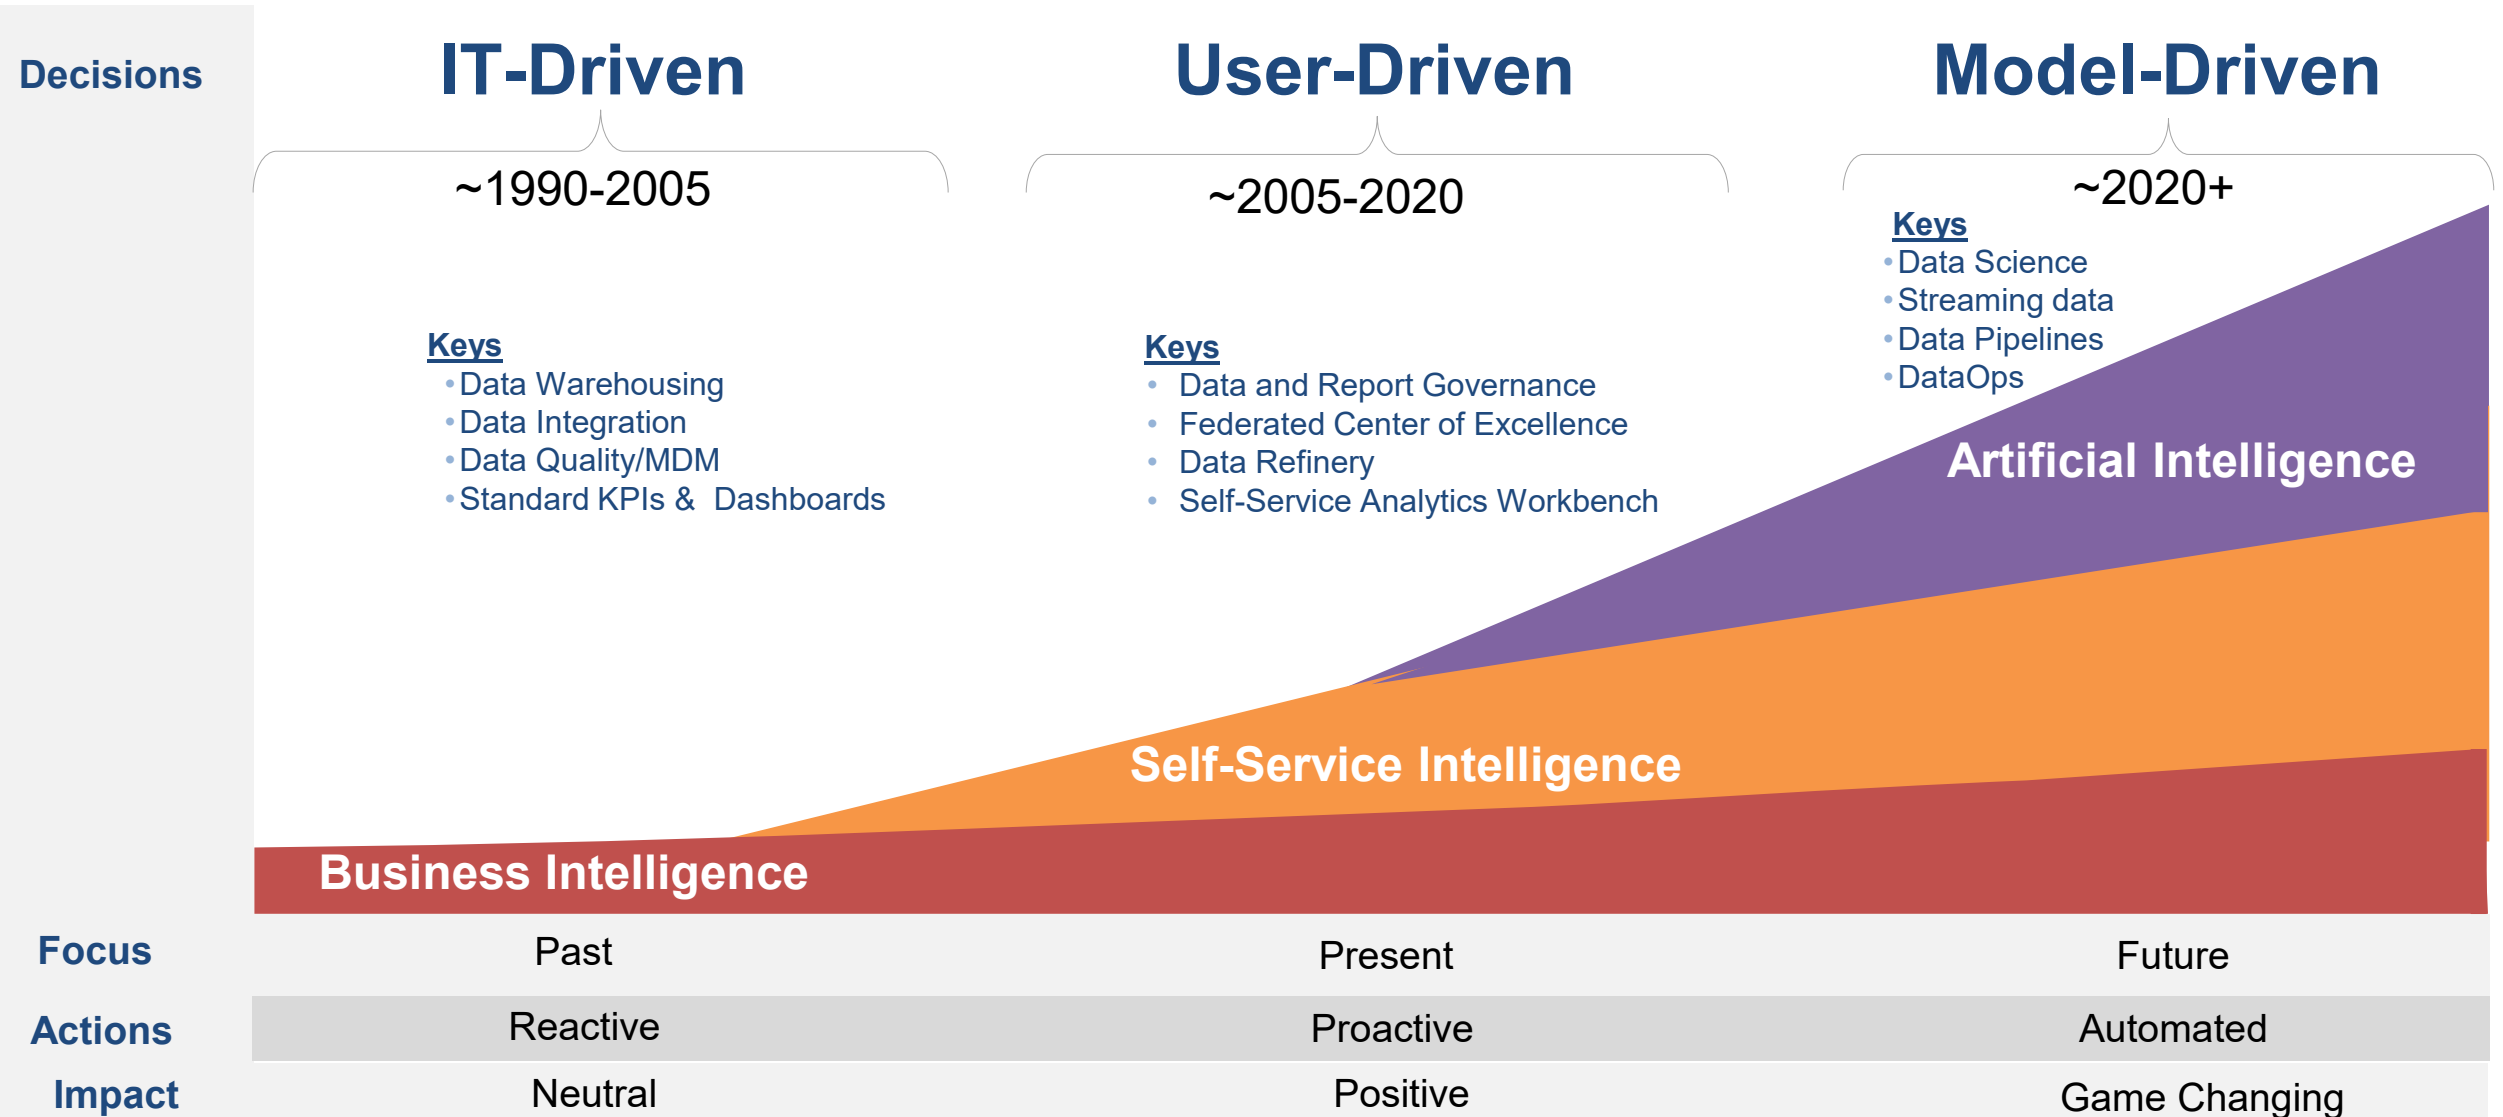 Decisions
IT-Driven
User-Driven
Model-Driven
~1990-2005
~2005-2020
~2020+
Keys
•Data Warehousing
•Data Integration
•Data Quality/MDM
•Standard KPIs &  Dashboards
Keys
• Data and Report Governance
• Federated Center of Excellence
• Data Refinery
• Self-Service Analytics Workbench
Keys
•Data Science
•Streaming data
•Data Pipelines
•DataOps
Artificial Intelligence
Self-Service Intelligence
Business Intelligence
Focus
Past
Present
Future
Actions
Reactive
Proactive
Automated
Impact
Neutral
Positive
Game Changing